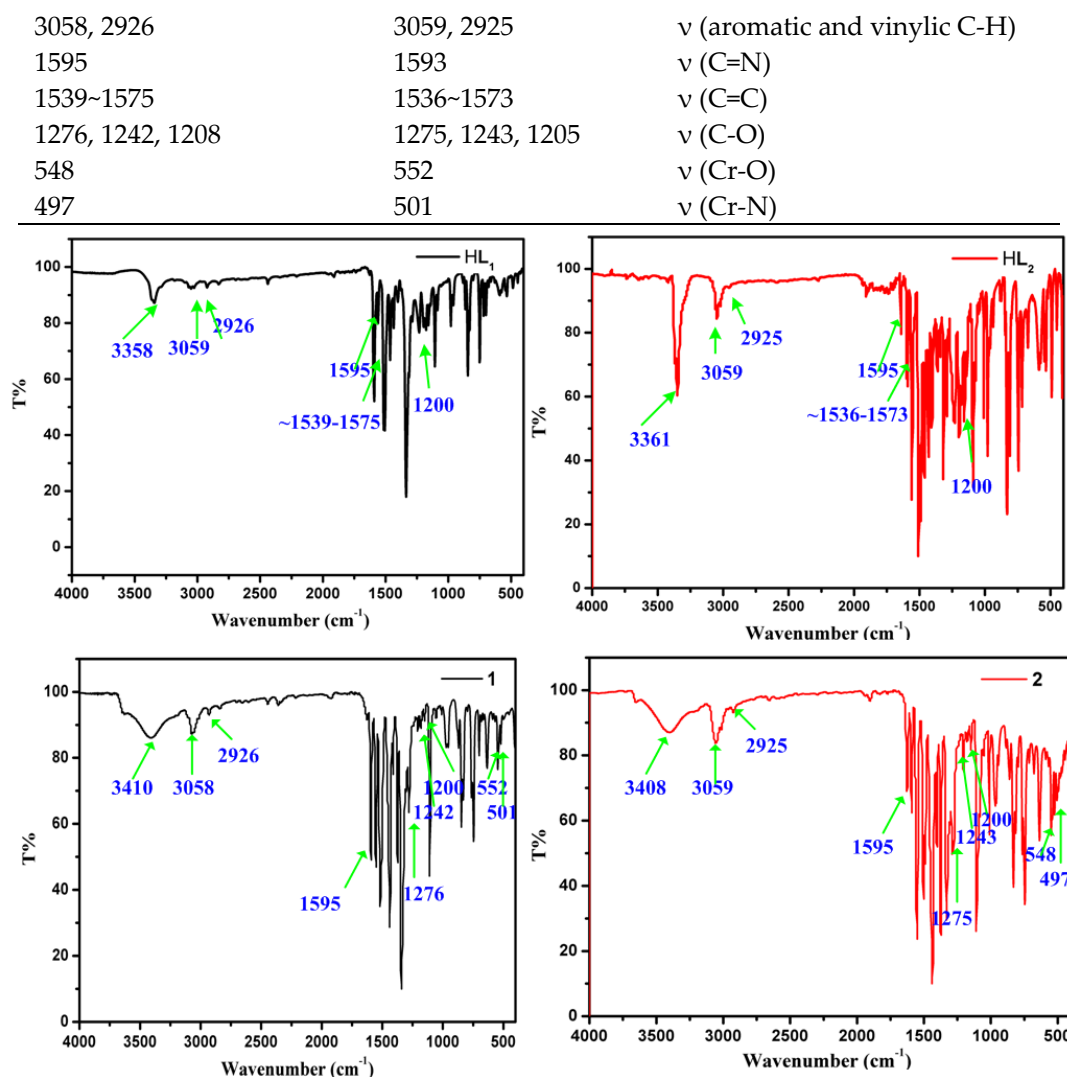 3058, 2926 3059, 2925 ν (aromatic and vinylic C-H)
1595 1593 ν (C=N)
1539~1575 1536~1573 ν (C=C)
1276, 1242, 1208 1275, 1243, 1205 ν (C-O)
548 552 ν (Cr-O)
497 501 ν (Cr-N)
HL1
100
80
60
40
20
0
T%
3358
3059
2926
1595
~1539-1575
1200
4000 3500 3000 2500 2000 1500 1000 500
Wavenumber (cm-1)
HL2
100
80
60
40
20
0
T%
3361
3059
2925
1595
~1536-1573
1200
4000 3500 3000 2500 2000 1500 1000 500
Wavenumber (cm-1)
1
100
80
60
40
20
0
T%
3410
3058
2926
1595
1276
1242
1200
552
501
4000 3500 3000 2500 2000 1500 1000 500
Wavenumber (cm-1)
2
100
80
60
40
20
0
T%
3408
3059
2925
1595
1275
1243
1200
548
497
4000 3500 3000 2500 2000 1500 1000 500
Wavenumber (cm-1)